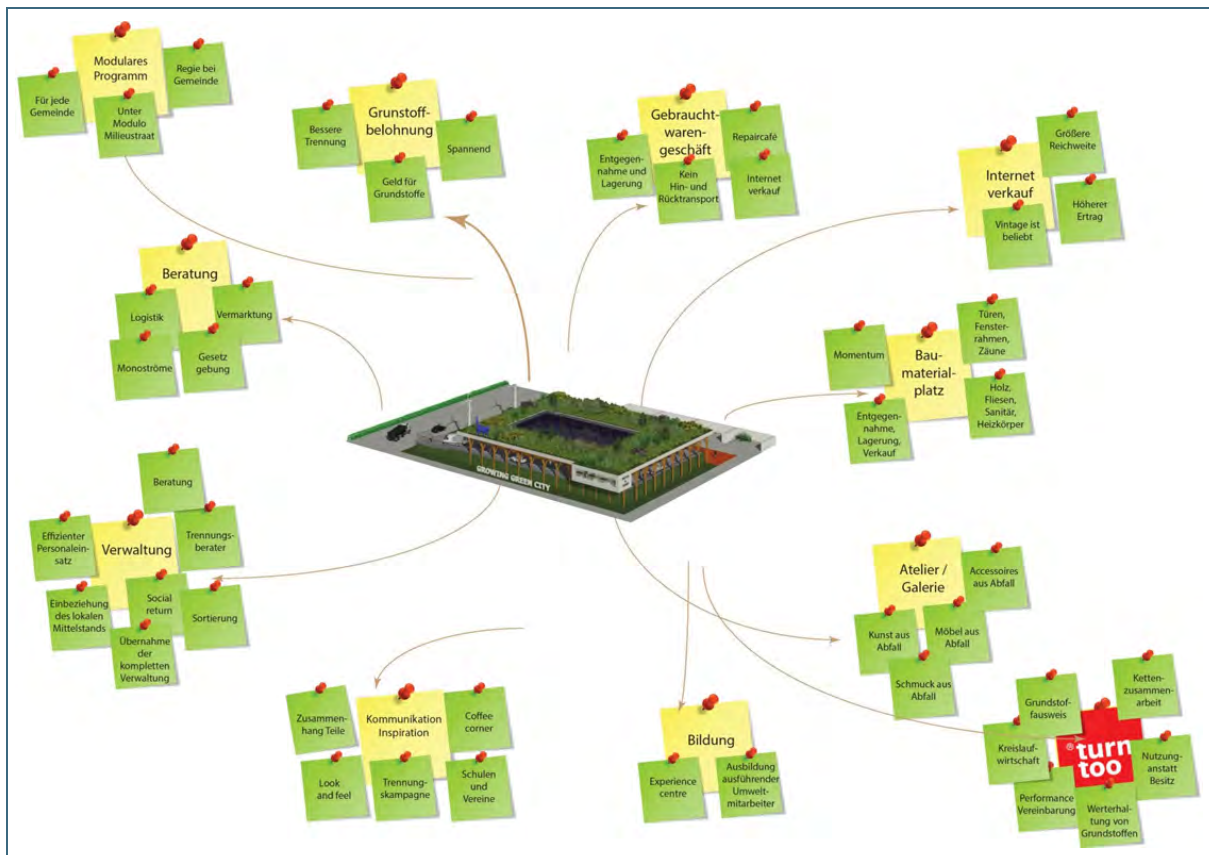 Modulares
Programm
Für jede
Gemeinde
Unter
Modulo
Milieustraat
Regie bei
Gemeinde
Grunstoff-
belohnung
Bessere
Trennung
Geld für
Grundstoffe
Spannend
Gebraucht-
waren-
geschäft
Entgegen-
nahme und
Lagerung
Kein
Hin- und
Rücktransport
Repaircafé
Internet
verkauf
Internet
verkauf
Größere
Reichweite
Vintage ist
beliebt
Höherer
Ertrag
Beratung
Logistik
Vermarktung
Monoströme
Gesetz
gebung
Bau-
material-
platz
Momentum
Türen,
Fenster-
rahmen,
Zäune
Entgegen-
nahme,
Lagerung,
Verkauf
Holz,
Fliesen,
Sanitär,
Heizkörper
GROWING GREEN CITY
Verwaltung
Beratung
Effizienter
Personalein-
satz
Trennungs-
berater
Einbeziehung
des lokalen
Mittelstands
Social
return
Sortierung
Übernahme
der
kompletten
Verwaltung
Atelier /
Galerie
Accessoires
aus Abfall
Kunst aus
Abfall
Möbel aus
Abfall
Schmuck aus
Abfall
Kommunikation
Inspiration
Zusammen-
hang Teile
Coffee
corner
Look
and feel
Trennung-
skampagne
Schulen
und
Vereine
Bildung
Experience
centre
Ausbildung
ausführender
Umwelt-
mitarbeiter
® turn
too
Grundstof-
fausweis
Ketten-
zusammen-
arbeit
Kreislauf-
wirtschaft
Nutzung-
anstatt
Besitz
Performance
Vereinbarung
Werterhal-
tung von
Grundstoffen